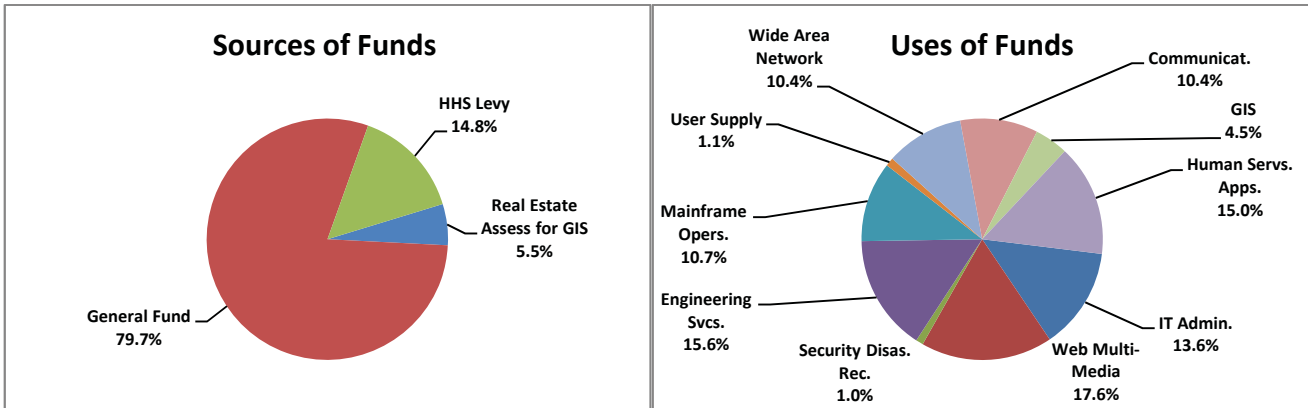 Sources of Funds
HHS Levy
14.8%
Real Estate
Assess for GIS
5.5%
General Fund
79.7%
Uses of Funds
Wide Area
Network
10.4%
Communicat.
10.4%
GIS
4.5%
User Supply
1.1%
Human Servs.
Apps.
15.0%
Mainframe
Opers.
10.7%
Engineering
Svcs.
15.6%
IT Admin.
13.6%
Security Disas.
Rec.
1.0%
Web Multi-
Media
17.6%